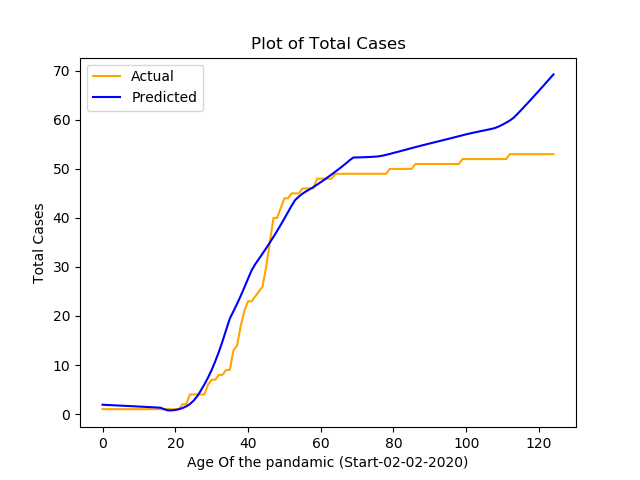 Plot of Total Cases
Actual
Predicted
Total Cases
70
60
50
40
30
20
10
0
0 20 40 60 80 100 120
Age Of the pandamic (Start-02-02-2020)